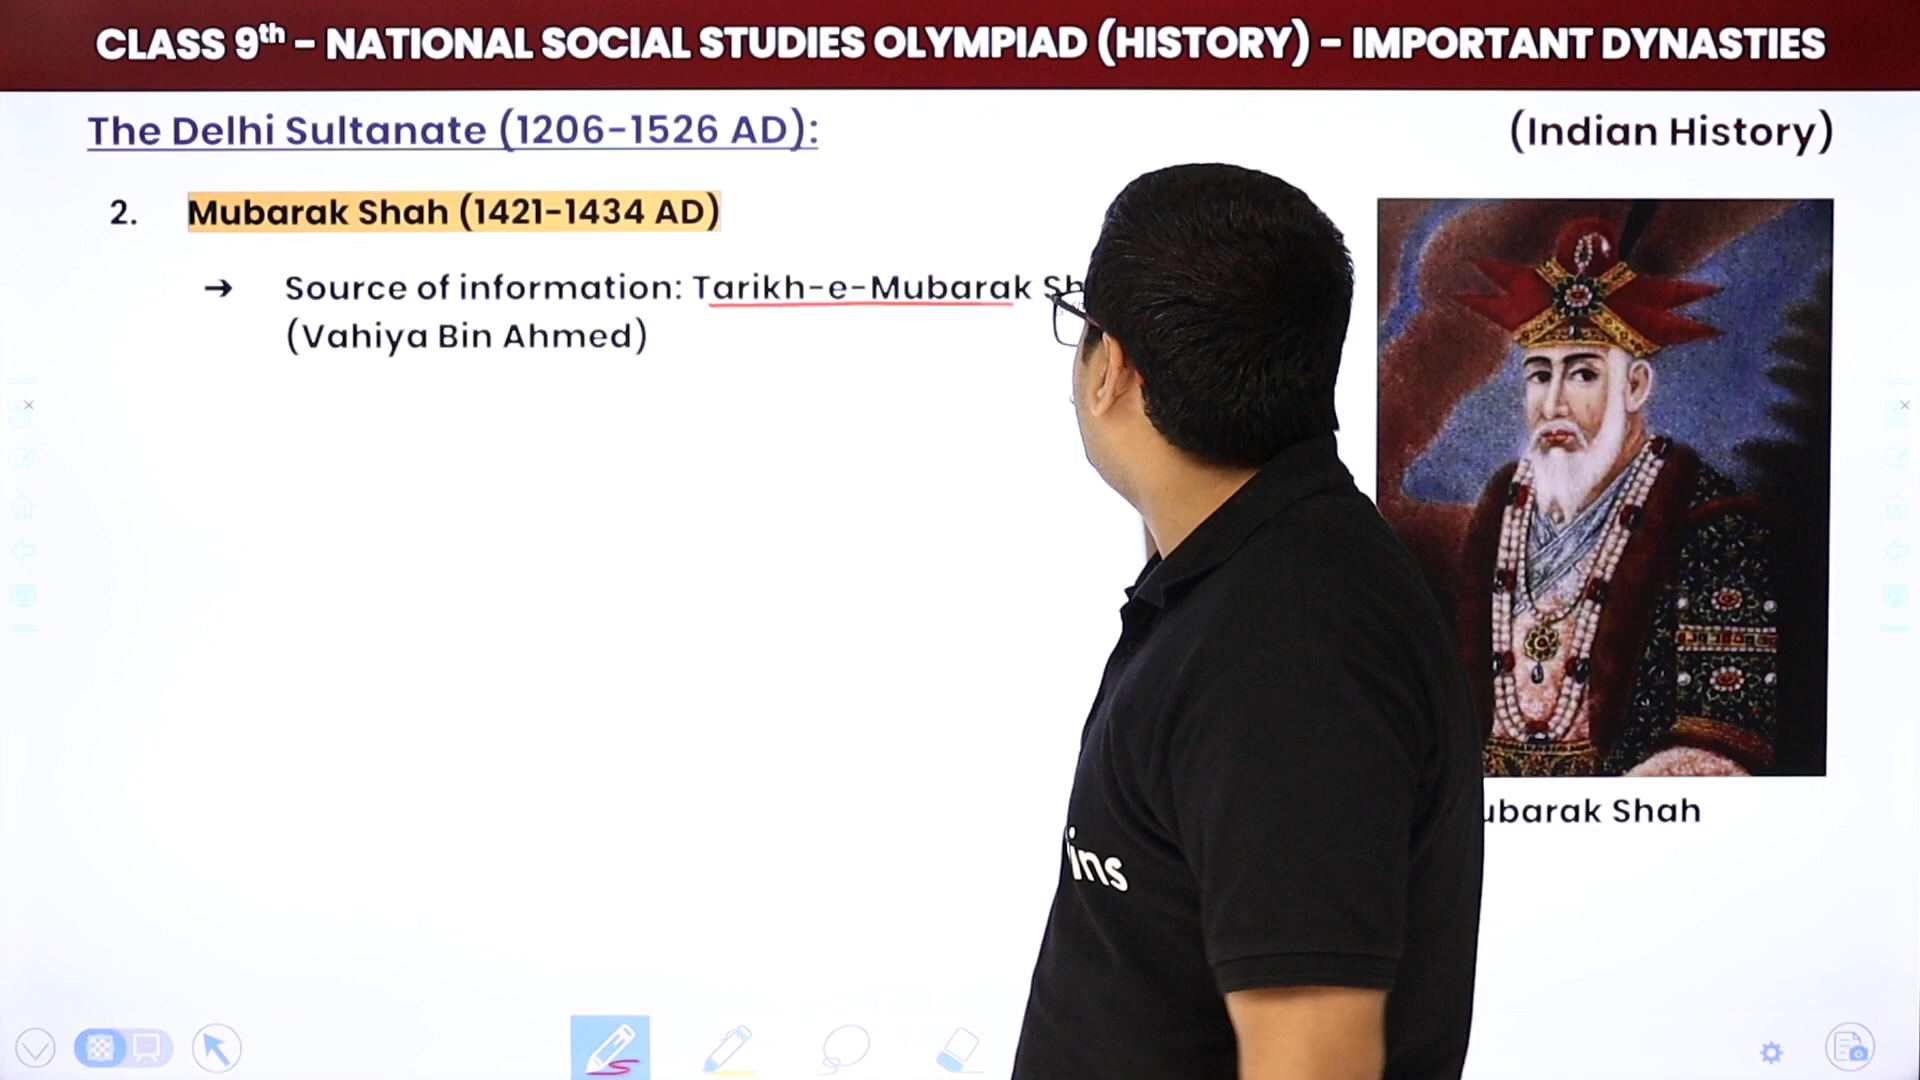 CLASS 9th - NATIONAL SOCIAL STUDIES OLYMPIAD (HISTORY) - IMPORTANT DYNASTIES
The Delhi Sultanate (1206-1526 AD):
(Indian History)
2. Mubarak Shah (1421-1434 AD)
→ Source of information: Tarikh-e-Mubarak
(Vahiya Bin Ahmed)
Shah
ins